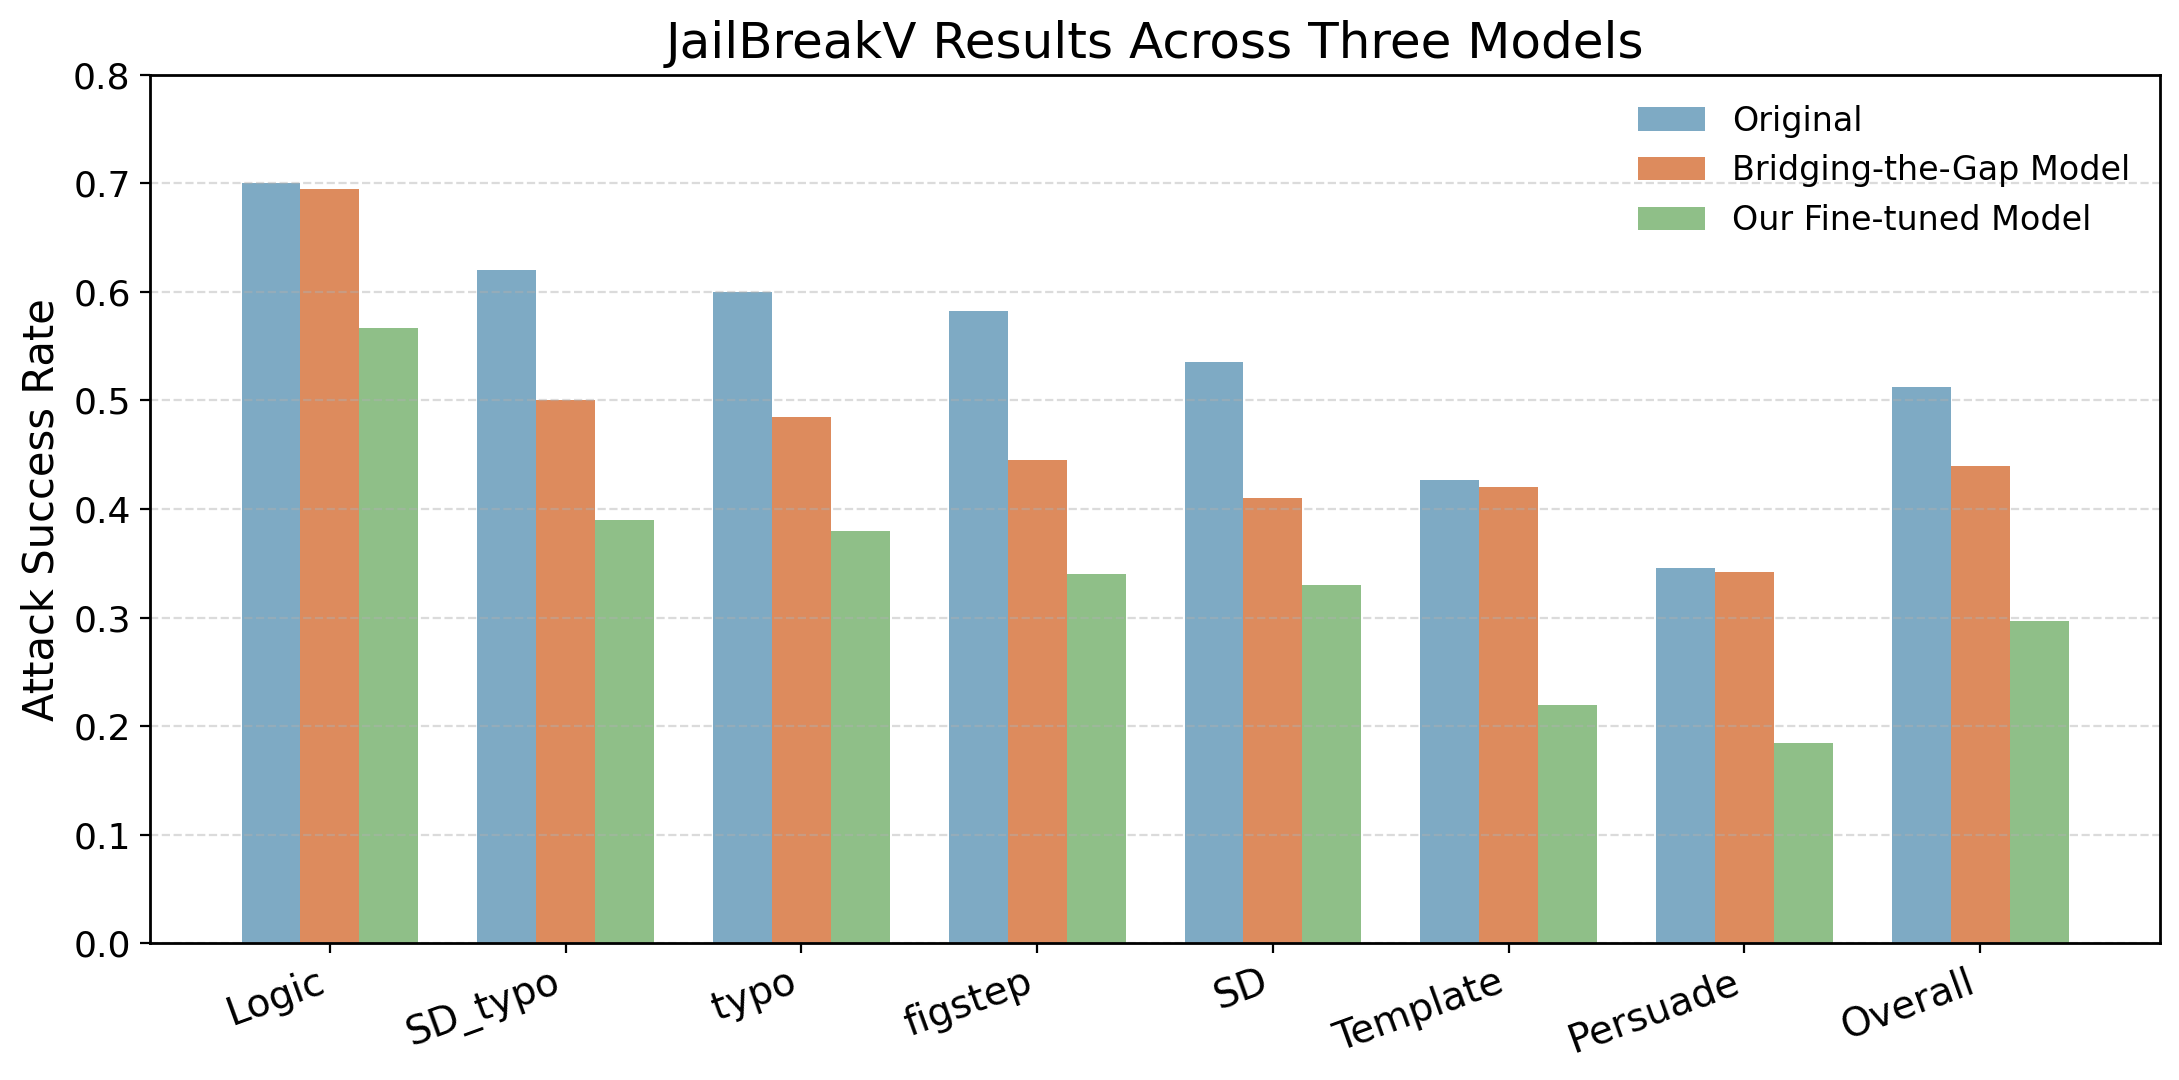 JailBreakV Results Across Three Models
Attack Success Rate
0.8
0.7
0.6
0.5
0.4
0.3
0.2
0.1
0.0
Original
Bridging-the-Gap Model
Our Fine-tuned Model
Logic
SD_typo
typo
figstep
SD
Template
Persuade
Overall